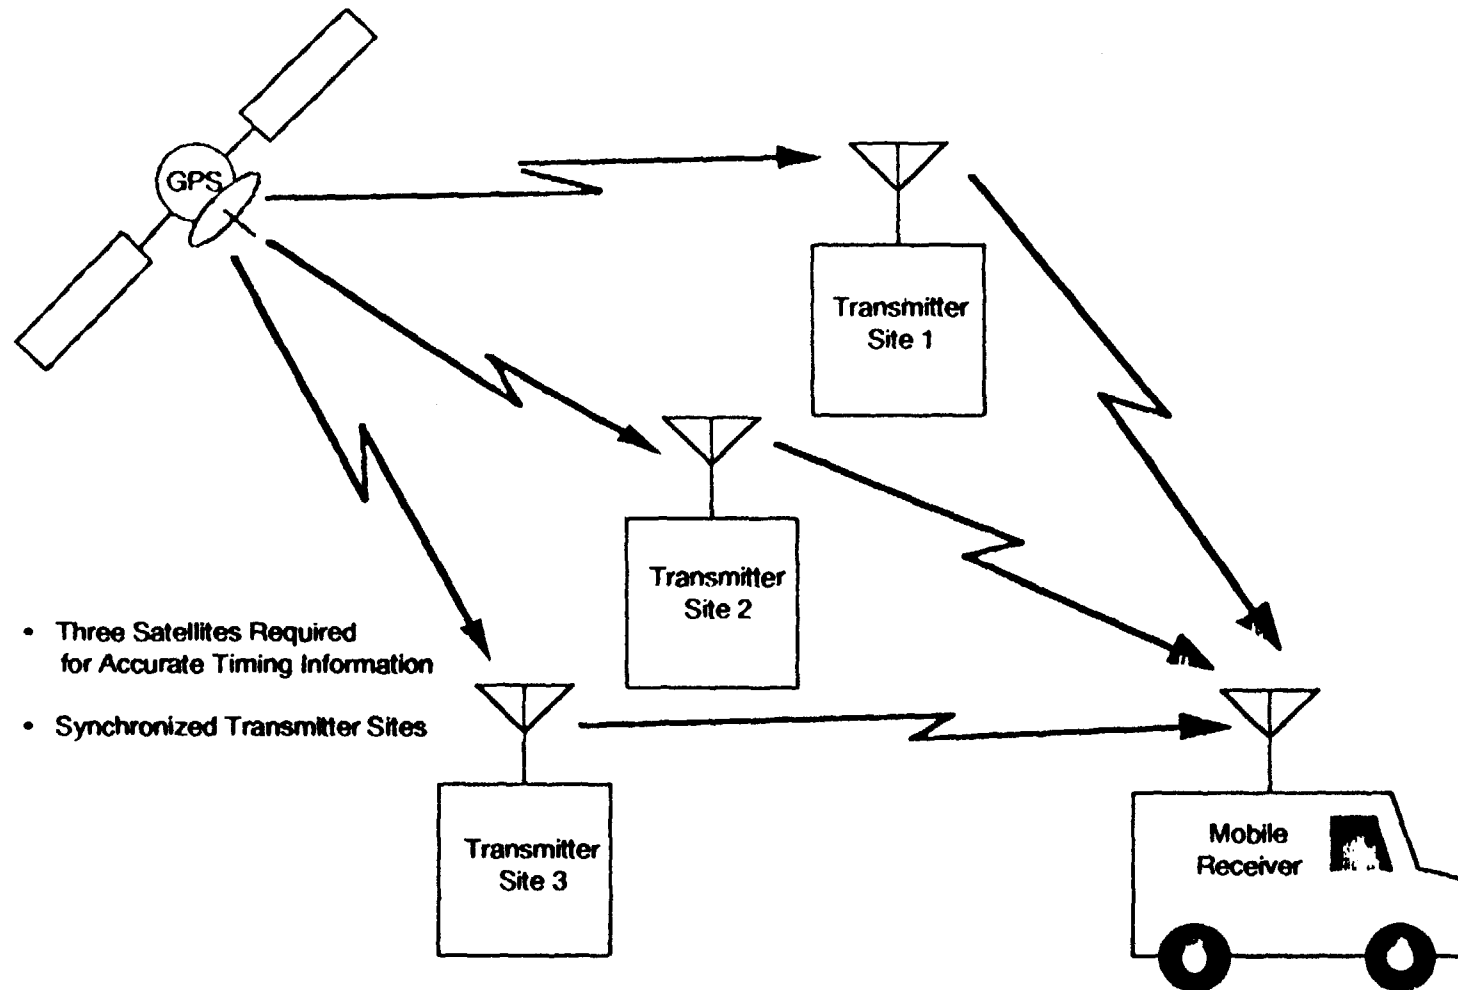 GPS
Transmitter
Site 1
Transmitter
Site 2
• Three Satellites Required
for Accurate Timing Information
• Synchronized Transmitter Sites
Transmitter
Site 3
Mobile
Receiver